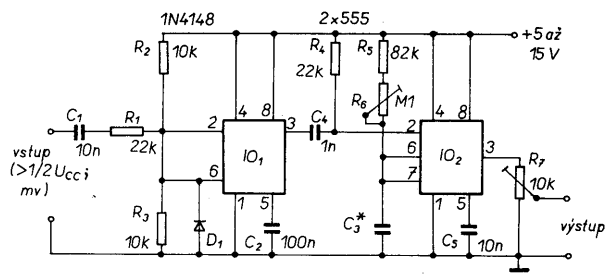 1N4148
2×555
+5 až
15 V
R2
10k
R4
22k
R5
82k
R6
M1
C1
10n
R1
22k
vstup
(>1/2Ucc;
mv)
2
4
8
3
6
IO1
1
5
C4
1n
2
4
8
3
6
7
IO2
1
5
R7
10k
výstup
R3
10k
D1
C2
100n
C3*
C5
10n